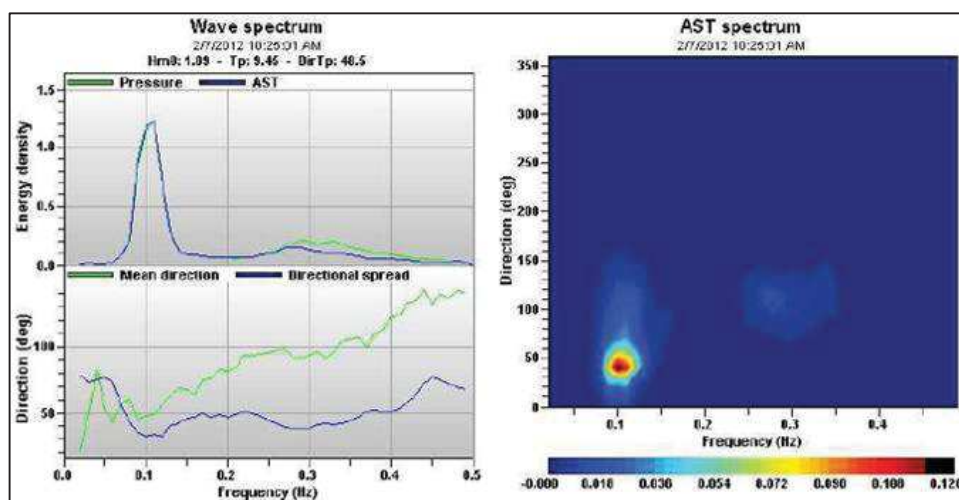 Wave spectrum
2/7/2012 10:25:01 AM
Hm0: 1.09 - Tp: 9.45 - DirTp: 48.5
Pressure AST
1.5
1.0
0.5
0.0
Energy density
Mean direction Directional spread
100
50
Direction (deg)
0.0 0.1 0.2 0.3 0.4 0.5
Frequency (Hz)
AST spectrum
2/7/2012 10:25:01 AM
350
300
250
200
150
100
50
0
Direction (deg)
0.1 0.2 0.3 0.4
Frequency (Hz)
-0.000 0.018 0.036 0.054 0.072 0.090 0.108 0.126